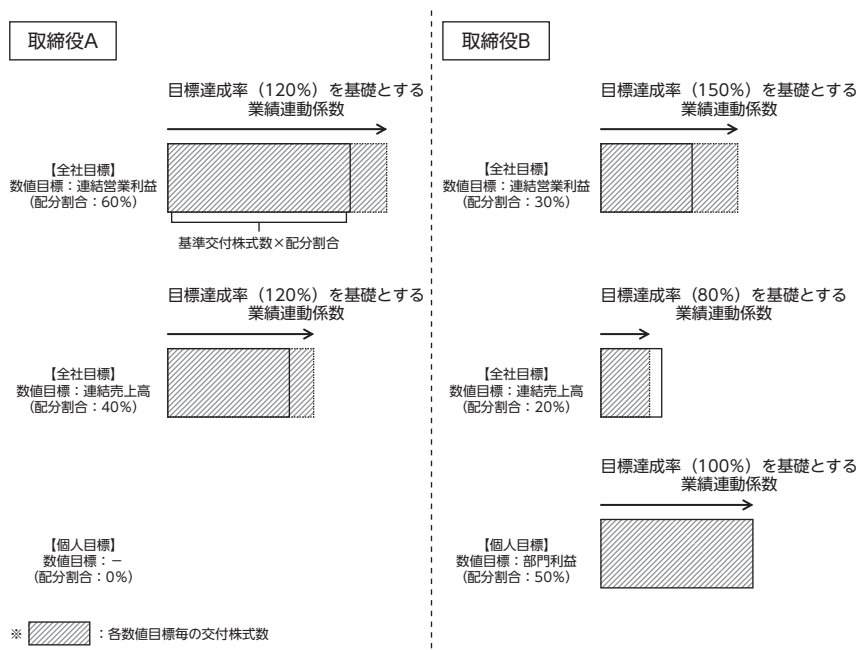 取締役A
目標達成率（120%）を基礎とする
業績連動係数
【全社目標】
数値目標：連結営業利益
（配分割合：60%）
基準交付株式数×配分割合
目標達成率（120%）を基礎とする
業績連動係数
【全社目標】
数値目標：連結売上高
（配分割合：40%）
【個人目標】
数値目標：－
（配分割合：0%）
※ ：各数値目標毎の交付株式数
取締役B
目標達成率（150%）を基礎とする
業績連動係数
【全社目標】
数値目標：連結営業利益
（配分割合：30%）
目標達成率（80%）を基礎とする
業績連動係数
【全社目標】
数値目標：連結売上高
（配分割合：20%）
目標達成率（100%）を基礎とする
業績連動係数
【個人目標】
数値目標：部門利益
（配分割合：50%）